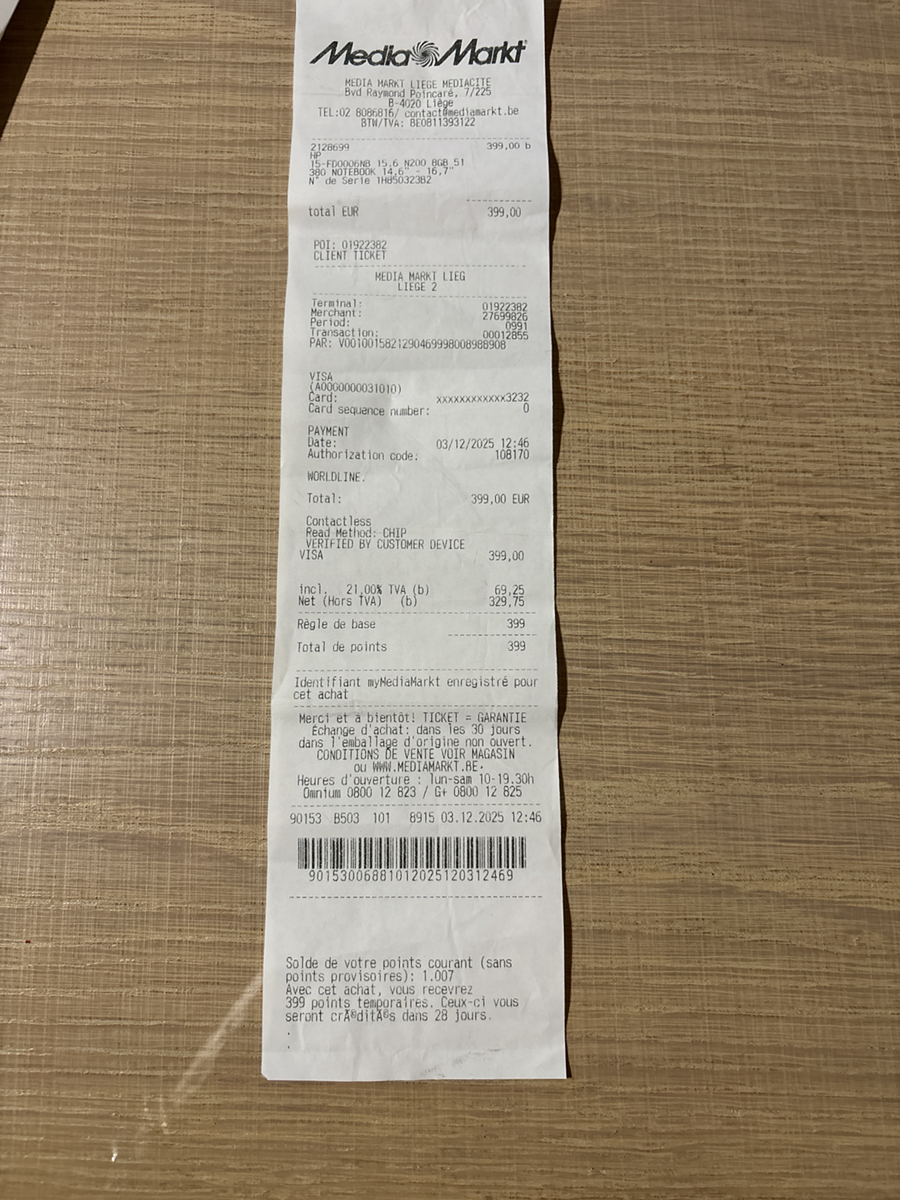 Media Markt
MEDIA MARKT LIEGE MEDIACITE
Bvd Raymond Poincaré, 7/225
B-4020 Liège
TEL:02 8086816/ contact@mediamarkt.be
BTW/TVA: BE0811393122
2128699 399,00 b
HP
15-FD0006NB 15.6 N200 8GB 51
380 NOTEBOOK 14,6" - 16,7"
N° de Serie 1H85032382
total EUR 399,00
POI: 01922382
CLIENT TICKET
MEDIA MARKT LIEG
LIEGE 2
Terminal: 01922382
Merchant: 27699826
Period: 0991
Transaction: 00012855
PAR: V0010015821290469998008988908
VISA
(A0000000031010)
Card: xxxxxxxxxxxx3232
Card sequence number: 0
PAYMENT
Date: 03/12/2025 12:46
Authorization code: 108170
WORLDLINE.
Total: 399,00 EUR
Contactless
Read Method: CHIP
VERIFIED BY CUSTOMER DEVICE
VISA 399,00
incl. 21,00% TVA (b) 69,25
Net (Hors TVA) (b) 329,75
Règle de base 399
Total de points 399
Identifiant myMediaMarkt enregistré pour
cet achat
Merci et à bientôt! TICKET = GARANTIE
Échange d'achat: dans les 30 jours
dans l'emballage d'origine non ouvert.
CONDITIONS DE VENTE VOIR MAGASIN
ou WWW.MEDIAMARKT.BE.
Heures d'ouverture : lun-sam 10-19.30h
Omnium 0800 12 823 / G+ 0800 12 825
90153 B503 101 8915 03.12.2025 12:46
90153006881012025120312469
Solde de votre points courant (sans
points provisoires): 1.007
Avec cet achat, vous recevrez
399 points temporaires. Ceux-ci vous
seront crÃ©ditÃ©s dans 28 jours.
.
.